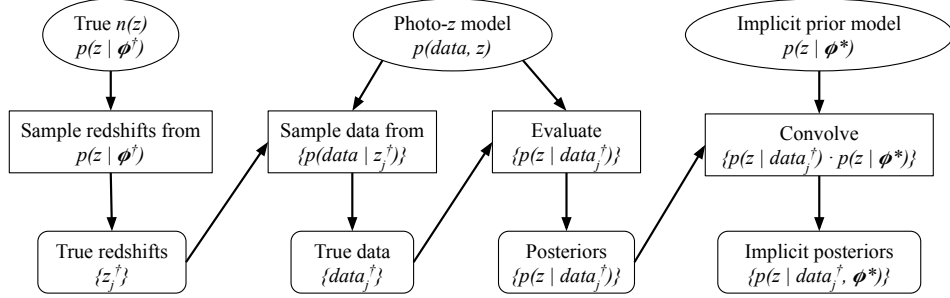 True n(z)
p(z | ϕ†)
Photo-z model
p(data, z)
Implicit prior model
p(z | ϕ*)
Sample redshifts from
p(z | ϕ†)
Sample data from
{p(data | z_j†)}
Evaluate
{p(z | data_j†)}
Convolve
{p(z | data_j†) · p(z | ϕ*)}
True redshifts
{z_j†}
True data
{data_j†}
Posteriors
{p(z | data_j†)}
Implicit posteriors
{p(z | data_j†, ϕ*)}